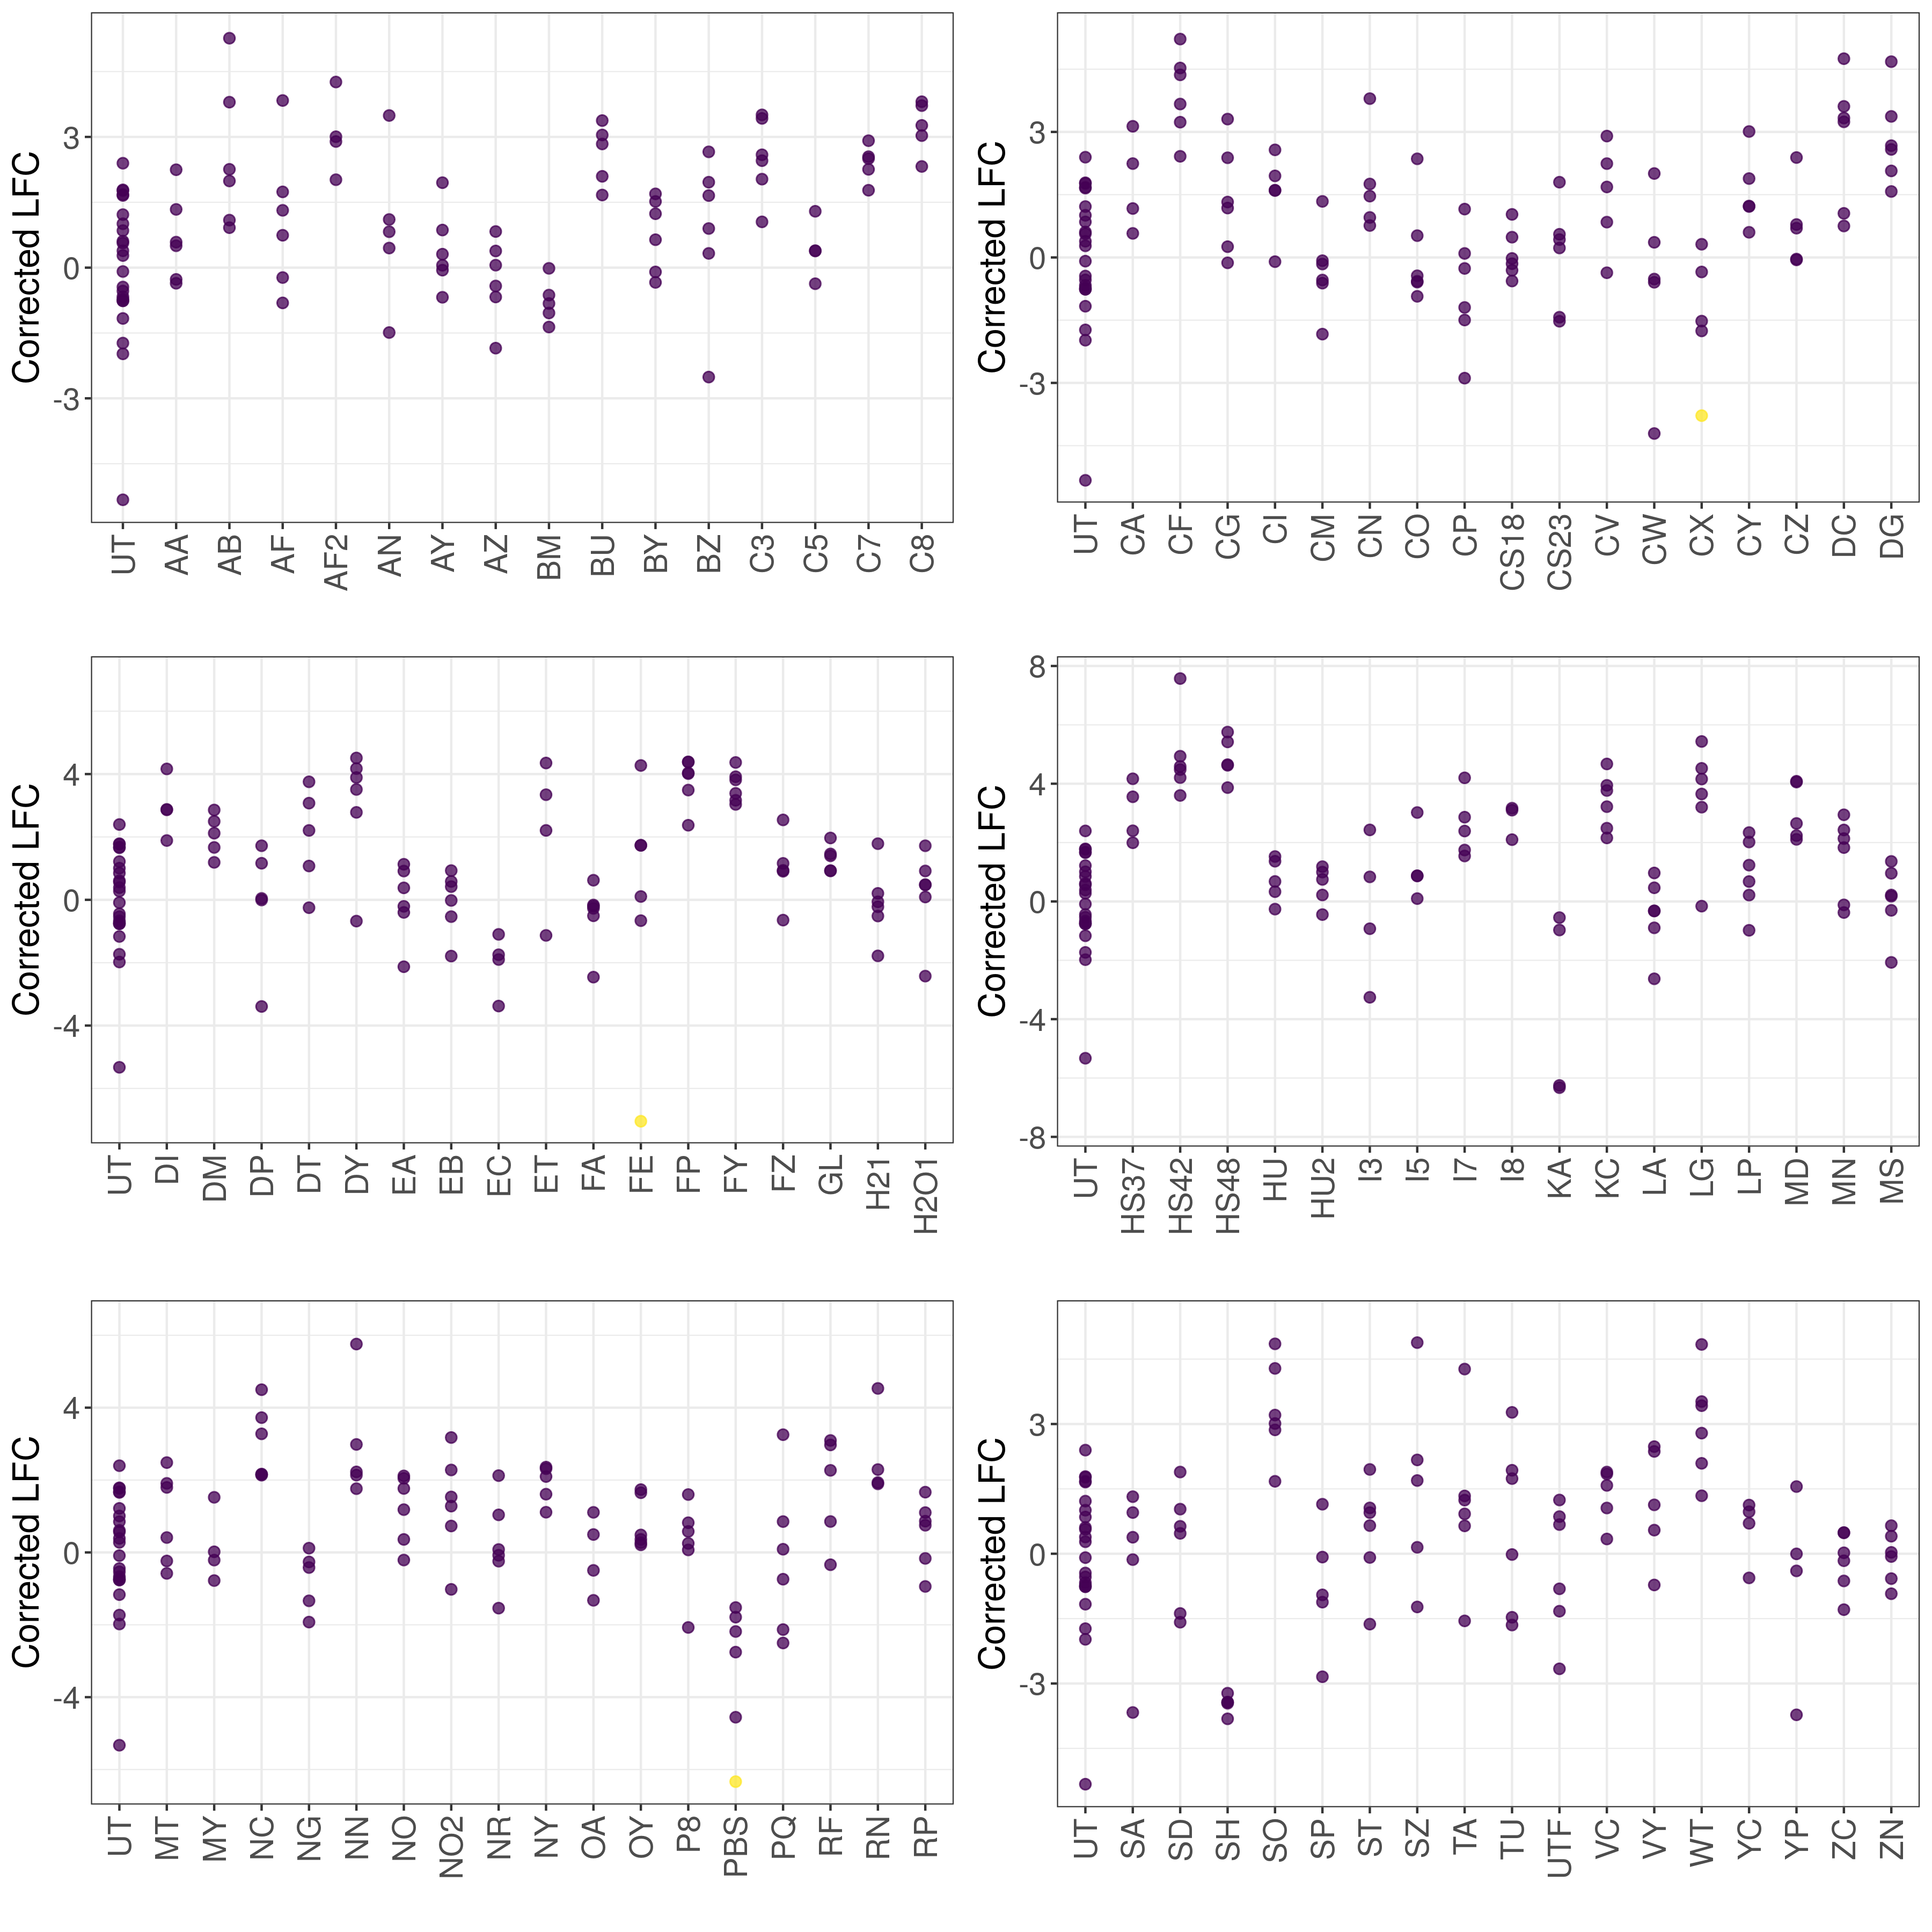 Corrected LFC
3
0
-3
UT AA AB AF AF2 AN AY AZ BM BU BY BZ C3 C5 C7 C8
Corrected LFC
3
0
-3
UT CA CF CG CI CM CN CO CP CS18 CS23 CV CW CX CY CZ DC DG
Corrected LFC
4
0
-4
UT DI DM DP DT DY EA EB EC ET FA FE FP FY FZ GL H21 H2O1
Corrected LFC
8
4
0
-4
-8
UT HS37 HS42 HS48 HU HU2 I3 I5 I7 I8 KA KC LA LG LP MD MN MS
Corrected LFC
4
0
-4
UT MT MY NC NG NN NO NO2 NR NY OA OY P8 PBS PQ RF RN RP
Corrected LFC
3
0
-3
UT SA SD SH SO SP ST SZ TA TU UTF VC VY WT YC YP ZC ZN